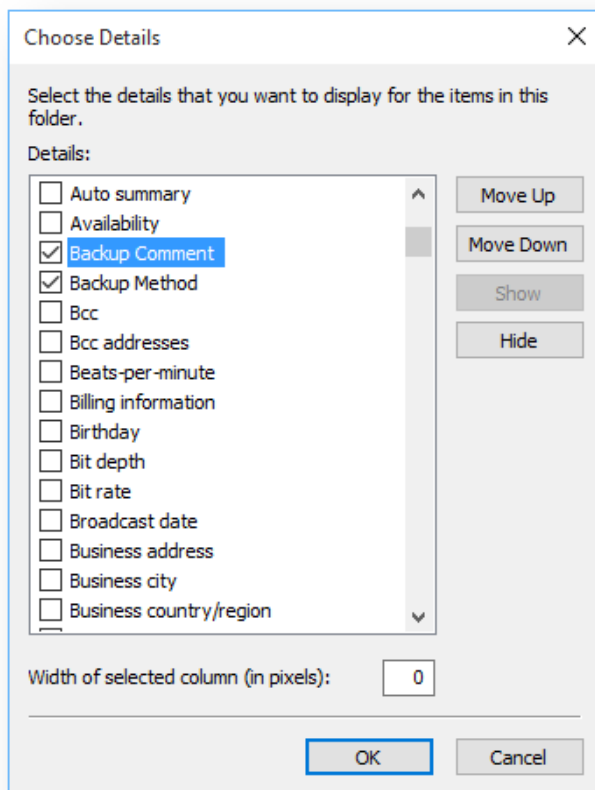 Choose Details
Select the details that you want to display for the items in this
folder.
Details:
Auto summary
Availability
Backup Comment
Backup Method
Bcc
Bcc addresses
Beats-per-minute
Billing information
Birthday
Bit depth
Bit rate
Broadcast date
Business address
Business city
Business country/region
Move Up
Move Down
Show
Hide
Width of selected column (in pixels):
0
OK
Cancel